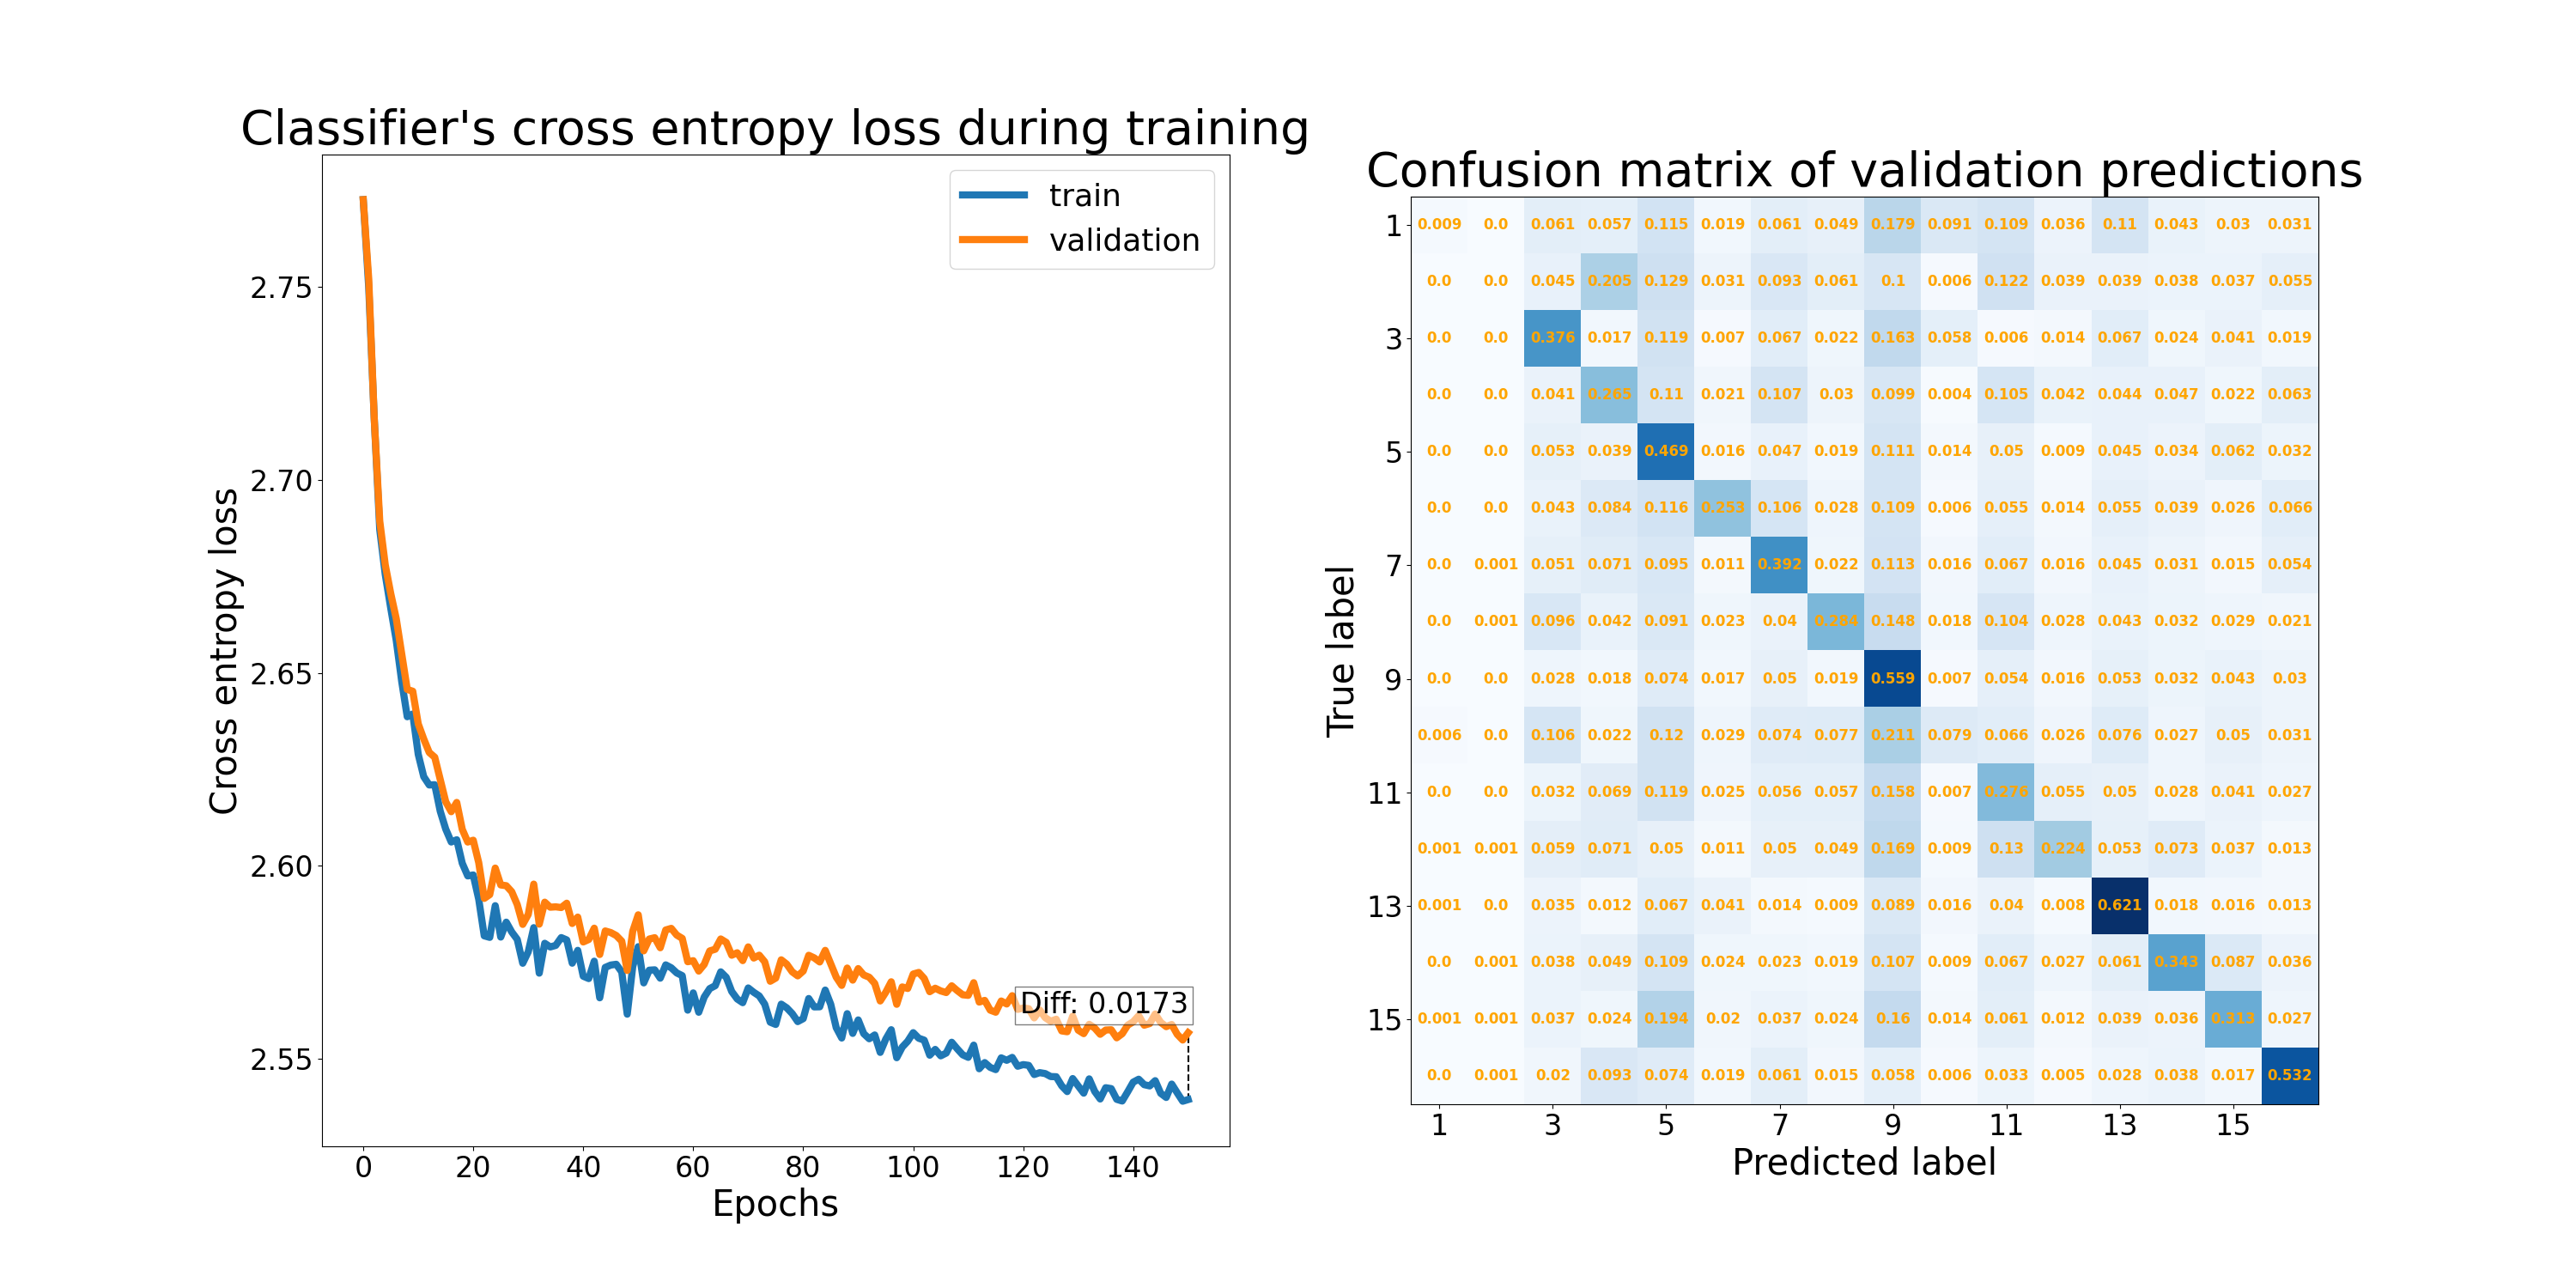 Classifier's cross entropy loss during training
train
validation
2.75
2.70
2.65
2.60
2.55
Cross entropy loss
Diff: 0.0173
0 20 40 60 80 100 120 140
Epochs
Confusion matrix of validation predictions
True label
1 0.009 0.0 0.061 0.057 0.115 0.019 0.061 0.049 0.179 0.091 0.109 0.036 0.11 0.043 0.03 0.031
0.0 0.0 0.045 0.205 0.129 0.031 0.093 0.061 0.1 0.006 0.122 0.039 0.039 0.038 0.037 0.055
3 0.0 0.0 0.376 0.017 0.119 0.007 0.067 0.022 0.163 0.058 0.006 0.014 0.067 0.024 0.041 0.019
0.0 0.0 0.041 0.265 0.11 0.021 0.107 0.03 0.099 0.004 0.105 0.042 0.044 0.047 0.022 0.063
5 0.0 0.0 0.053 0.039 0.469 0.016 0.047 0.019 0.111 0.014 0.05 0.009 0.045 0.034 0.062 0.032
0.0 0.0 0.043 0.084 0.116 0.253 0.106 0.028 0.109 0.006 0.055 0.014 0.055 0.039 0.026 0.066
7 0.0 0.001 0.051 0.071 0.095 0.011 0.392 0.022 0.113 0.016 0.067 0.016 0.045 0.031 0.015 0.054
0.0 0.001 0.096 0.042 0.091 0.023 0.04 0.284 0.148 0.018 0.104 0.028 0.043 0.032 0.029 0.021
9 0.0 0.0 0.028 0.018 0.074 0.017 0.05 0.019 0.559 0.007 0.054 0.016 0.053 0.032 0.043 0.03
0.006 0.0 0.106 0.022 0.12 0.029 0.074 0.077 0.211 0.079 0.066 0.026 0.076 0.027 0.05 0.031
11 0.0 0.0 0.032 0.069 0.119 0.025 0.056 0.057 0.158 0.007 0.276 0.055 0.05 0.028 0.041 0.027
0.001 0.001 0.059 0.071 0.05 0.011 0.05 0.049 0.169 0.009 0.13 0.224 0.053 0.073 0.037 0.013
13 0.001 0.0 0.035 0.012 0.067 0.041 0.014 0.009 0.089 0.016 0.04 0.008 0.621 0.018 0.016 0.013
0.0 0.001 0.038 0.049 0.109 0.024 0.023 0.019 0.107 0.009 0.067 0.027 0.061 0.343 0.087 0.036
15 0.001 0.001 0.037 0.024 0.194 0.02 0.037 0.024 0.16 0.014 0.061 0.012 0.039 0.036 0.313 0.027
0.0 0.001 0.02 0.093 0.074 0.019 0.061 0.015 0.058 0.006 0.033 0.005 0.028 0.038 0.017 0.532
1 3 5 7 9 11 13 15
Predicted label